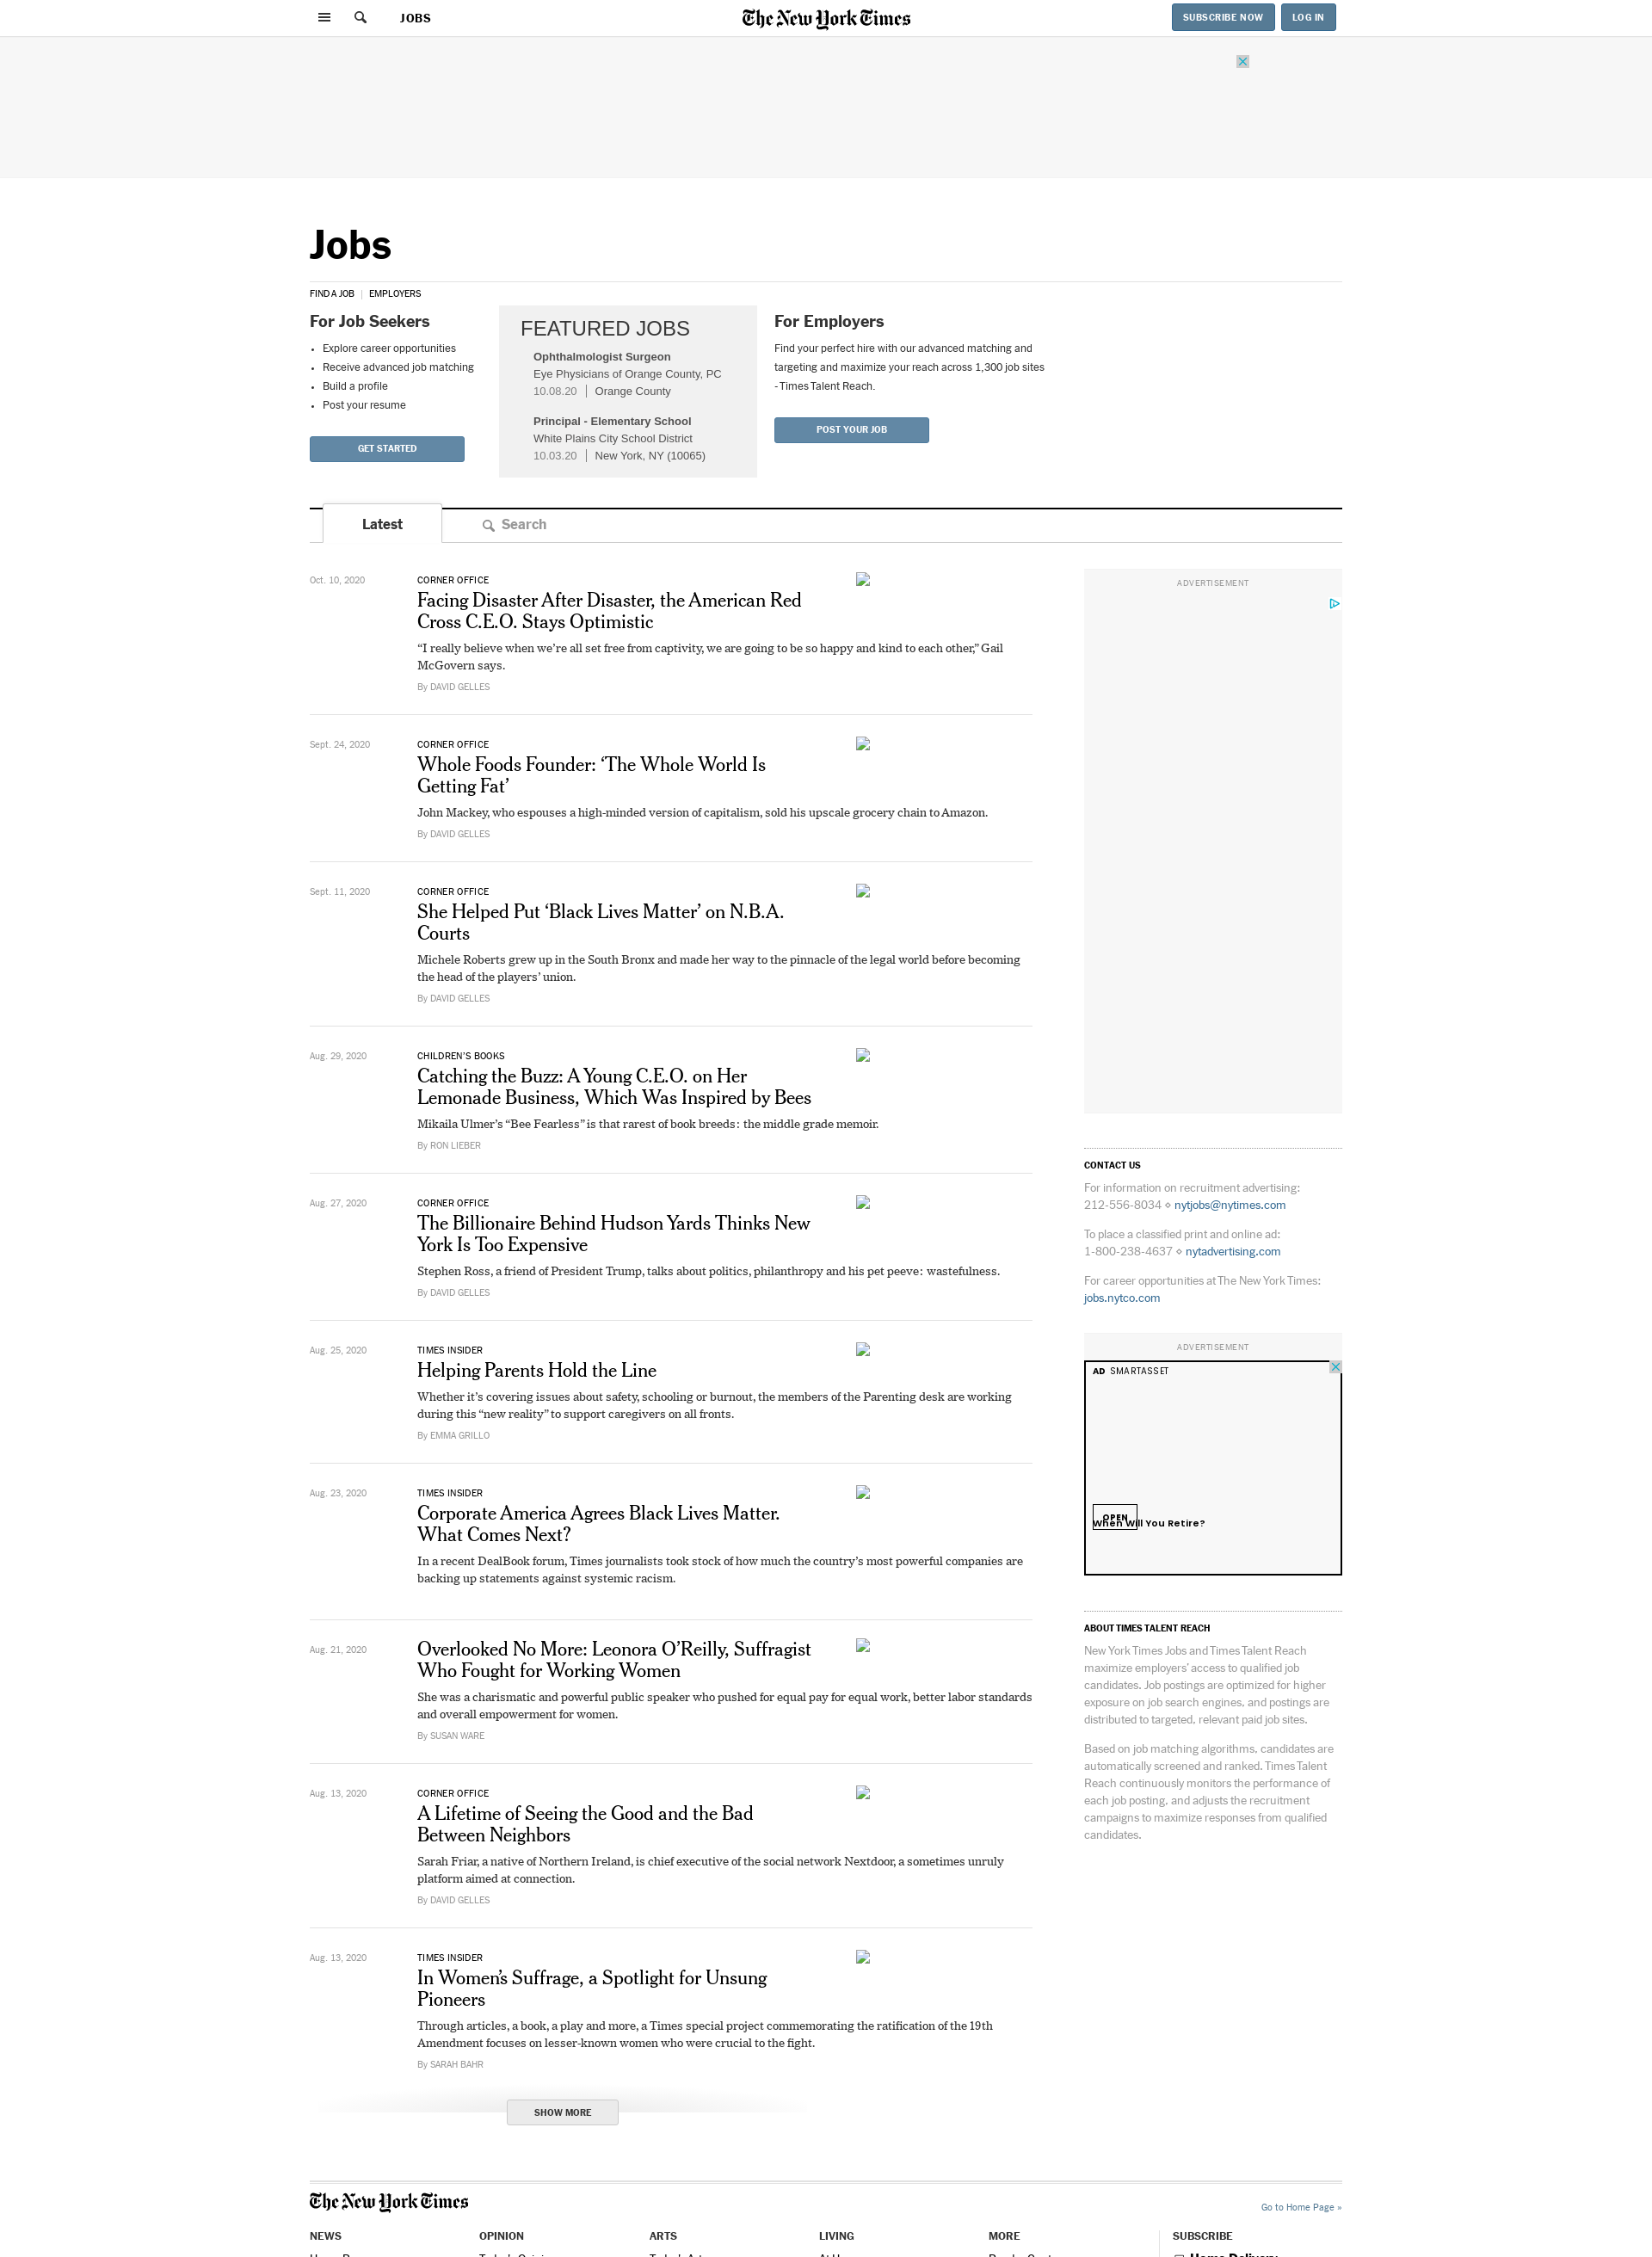 JOBS
The New York Times
SUBSCRIBE NOW
LOG IN
Jobs
FIND A JOB | EMPLOYERS
For Job Seekers
• Explore career opportunities
• Receive advanced job matching
• Build a profile
• Post your resume
GET STARTED
FEATURED JOBS
Ophthalmologist Surgeon
Eye Physicians of Orange County, PC
10.08.20 | Orange County
Principal - Elementary School
White Plains City School District
10.03.20 | New York, NY (10065)
For Employers
Find your perfect hire with our advanced matching and
targeting and maximize your reach across 1,300 job sites
- Times Talent Reach.
POST YOUR JOB
Latest
Search
Oct. 10, 2020
CORNER OFFICE
Facing Disaster After Disaster, the American Red
Cross C.E.O. Stays Optimistic
“I really believe when we’re all set free from captivity, we are going to be so happy and kind to each other,” Gail
McGovern says.
By DAVID GELLES
Sept. 24, 2020
CORNER OFFICE
Whole Foods Founder: ‘The Whole World Is
Getting Fat’
John Mackey, who espouses a high-minded version of capitalism, sold his upscale grocery chain to Amazon.
By DAVID GELLES
Sept. 11, 2020
CORNER OFFICE
She Helped Put ‘Black Lives Matter’ on N.B.A.
Courts
Michele Roberts grew up in the South Bronx and made her way to the pinnacle of the legal world before becoming
the head of the players’ union.
By DAVID GELLES
Aug. 29, 2020
CHILDREN’S BOOKS
Catching the Buzz: A Young C.E.O. on Her
Lemonade Business, Which Was Inspired by Bees
Mikaila Ulmer’s “Bee Fearless” is that rarest of book breeds: the middle grade memoir.
By RON LIEBER
Aug. 27, 2020
CORNER OFFICE
The Billionaire Behind Hudson Yards Thinks New
York Is Too Expensive
Stephen Ross, a friend of President Trump, talks about politics, philanthropy and his pet peeve: wastefulness.
By DAVID GELLES
Aug. 25, 2020
TIMES INSIDER
Helping Parents Hold the Line
Whether it’s covering issues about safety, schooling or burnout, the members of the Parenting desk are working
during this “new reality” to support caregivers on all fronts.
By EMMA GRILLO
Aug. 23, 2020
TIMES INSIDER
Corporate America Agrees Black Lives Matter.
What Comes Next?
In a recent DealBook forum, Times journalists took stock of how much the country’s most powerful companies are
backing up statements against systemic racism.
Aug. 21, 2020
Overlooked No More: Leonora O’Reilly, Suffragist
Who Fought for Working Women
She was a charismatic and powerful public speaker who pushed for equal pay for equal work, better labor standards
and overall empowerment for women.
By SUSAN WARE
Aug. 13, 2020
CORNER OFFICE
A Lifetime of Seeing the Good and the Bad
Between Neighbors
Sarah Friar, a native of Northern Ireland, is chief executive of the social network Nextdoor, a sometimes unruly
platform aimed at connection.
By DAVID GELLES
Aug. 13, 2020
TIMES INSIDER
In Women’s Suffrage, a Spotlight for Unsung
Pioneers
Through articles, a book, a play and more, a Times special project commemorating the ratification of the 19th
Amendment focuses on lesser-known women who were crucial to the fight.
By SARAH BAHR
SHOW MORE
ADVERTISEMENT
CONTACT US
For information on recruitment advertising:
212-556-8034 ⋄ nytjobs@nytimes.com
To place a classified print and online ad:
1-800-238-4637 ⋄ nytadvertising.com
For career opportunities at The New York Times:
jobs.nytco.com
ADVERTISEMENT
AD SMARTASSET
OPEN
When Will You Retire?
ABOUT TIMES TALENT REACH
New York Times Jobs and Times Talent Reach
maximize employers’ access to qualified job
candidates. Job postings are optimized for higher
exposure on job search engines, and postings are
distributed to targeted, relevant paid job sites.
Based on job matching algorithms, candidates are
automatically screened and ranked. Times Talent
Reach continuously monitors the performance of
each job posting, and adjusts the recruitment
campaigns to maximize responses from qualified
candidates.
The New York Times
Go to Home Page »
NEWS
OPINION
ARTS
LIVING
MORE
SUBSCRIBE
Home Delivery